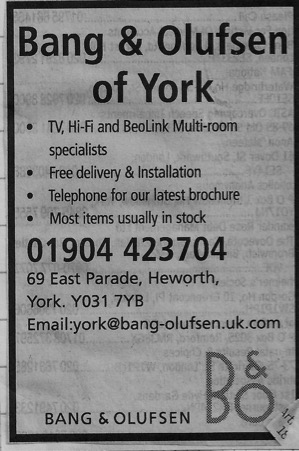 Bang & Olufsen
of York
• TV, Hi-Fi and BeoLink Multi-room
specialists
• Free delivery & Installation
• Telephone for our latest brochure
• Most items usually in stock
01904 423704
69 East Parade, Heworth,
York. Y031 7YB
Email:york@bang-olufsen.uk.com
B&O
BANG & OLUFSEN